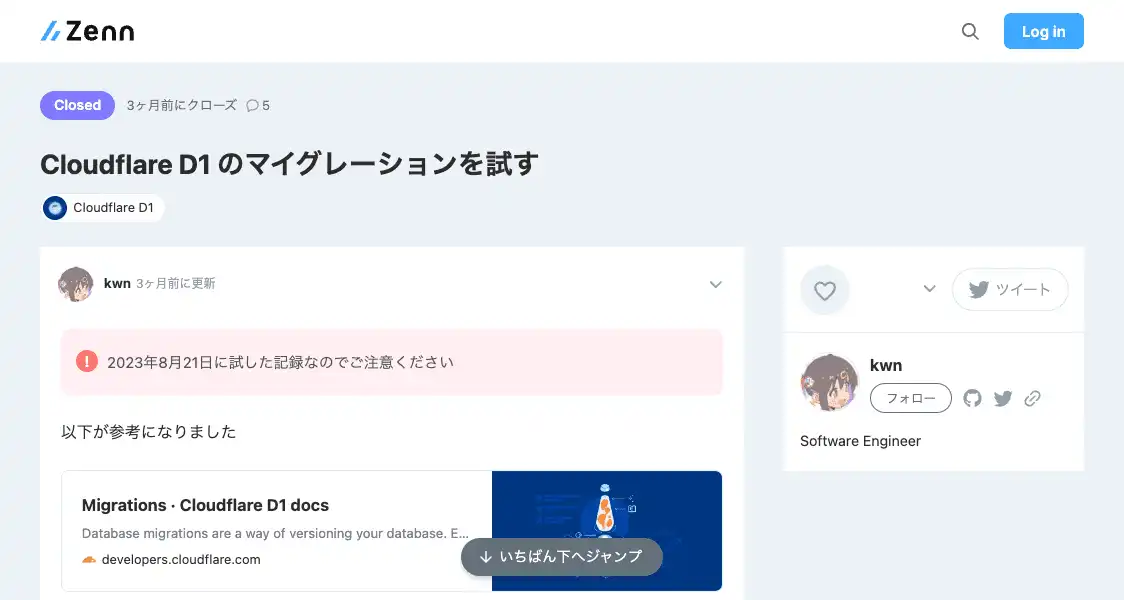 Zenn
Log in
Closed 3ヶ月前にクローズ 5
Cloudflare D1 のマイグレーションを試す
Cloudflare D1
kwn 3ヶ月前に更新
2023年8月21日に試した記録なのでご注意ください
以下が参考になりました
Migrations · Cloudflare D1 docs
Database migrations are a way of versioning your database. E...
developers.cloudflare.com
いちばん下へジャンプ
ツイート
kwn
フォロー
Software Engineer